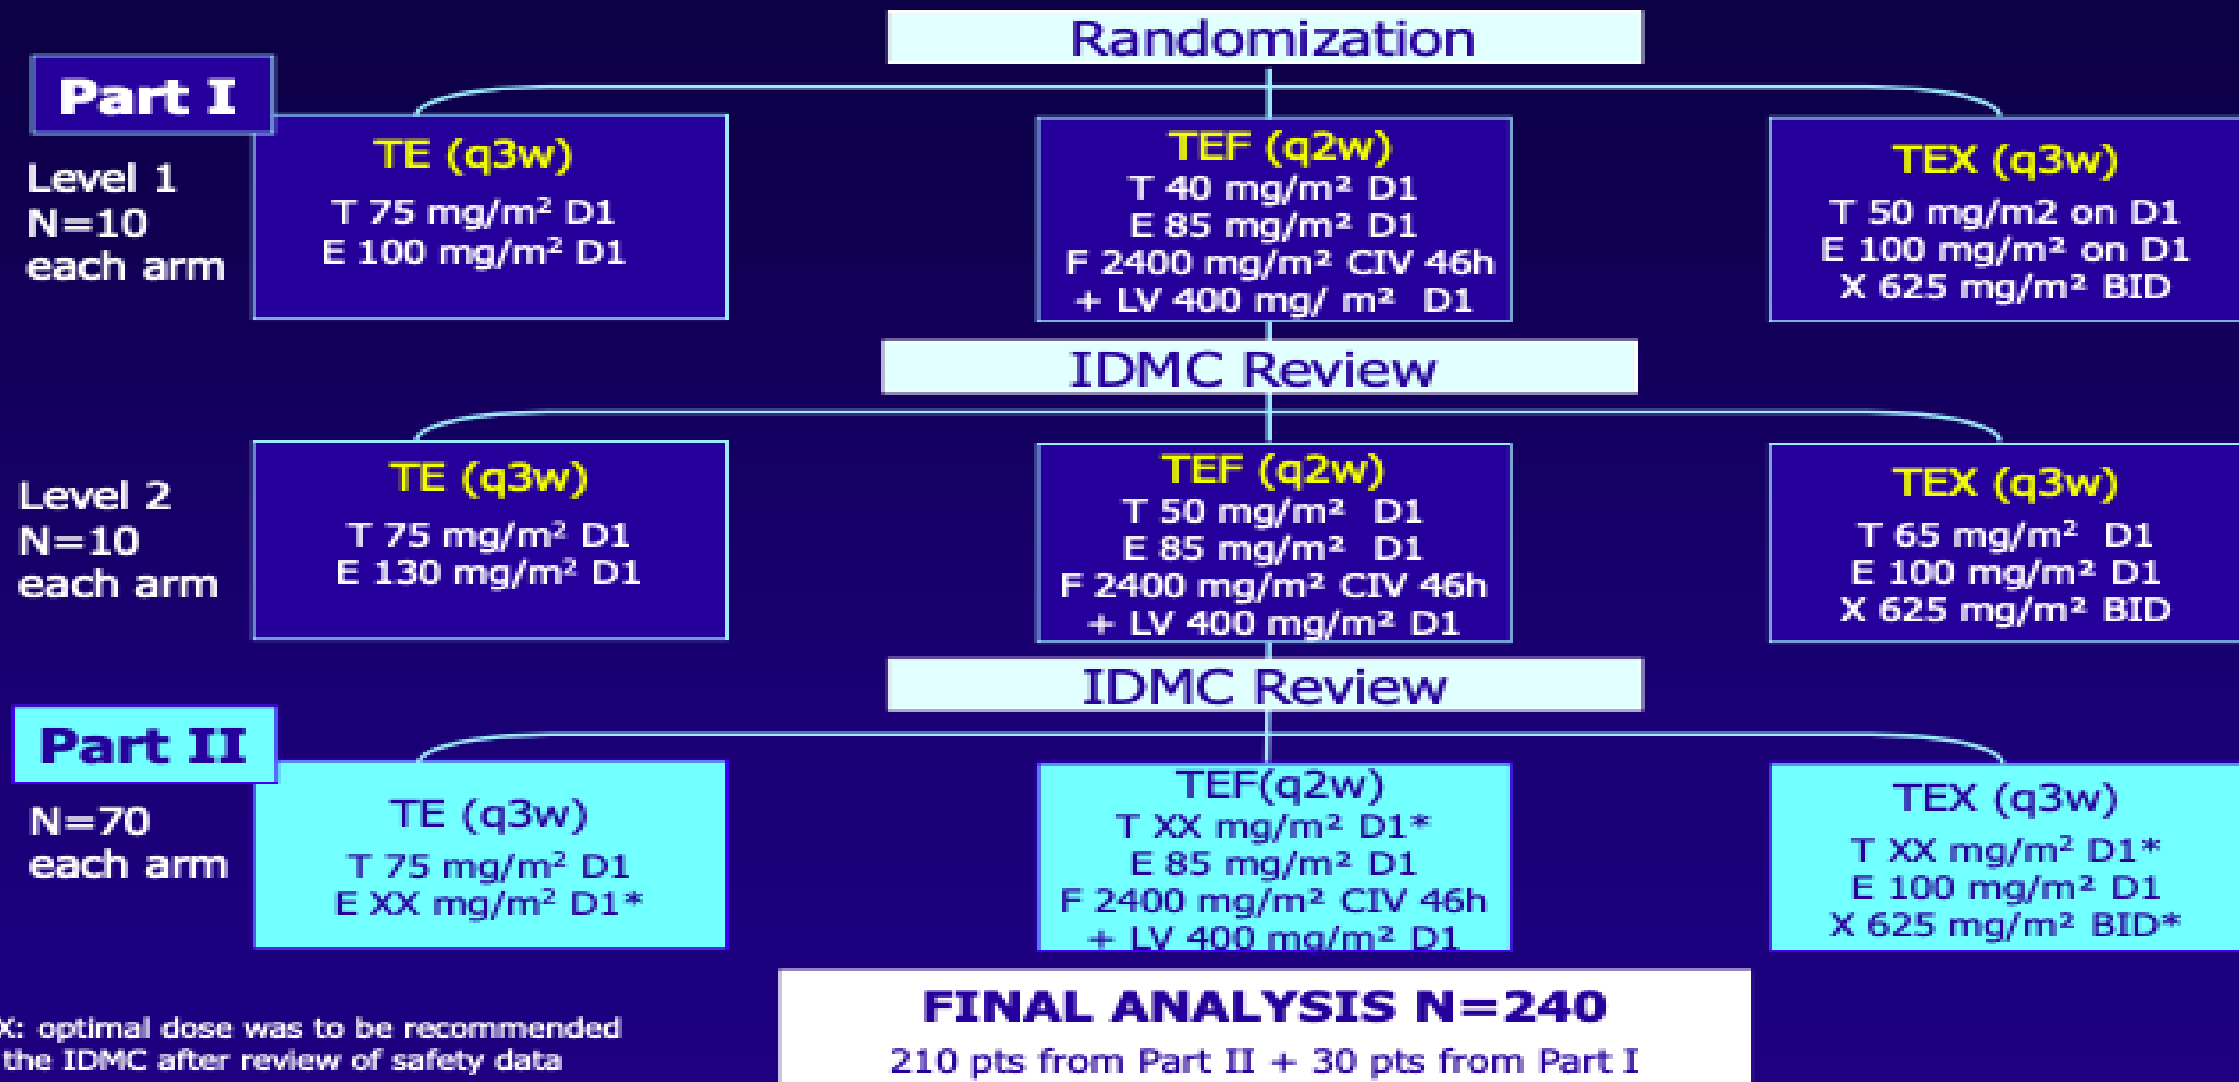 Randomization
Part I
Level 1
N=10
each arm
TE (q3w)
T 75 mg/m² D1
E 100 mg/m² D1
TEF (q2w)
T 40 mg/m² D1
E 85 mg/m² D1
F 2400 mg/m² CIV 46h
+ LV 400 mg/ m² D1
TEX (q3w)
T 50 mg/m2 on D1
E 100 mg/m² on D1
X 625 mg/m² BID
IDMC Review
Level 2
N=10
each arm
TE (q3w)
T 75 mg/m² D1
E 130 mg/m² D1
TEF (q2w)
T 50 mg/m² D1
E 85 mg/m² D1
F 2400 mg/m² CIV 46h
+ LV 400 mg/m² D1
TEX (q3w)
T 65 mg/m² D1
E 100 mg/m² D1
X 625 mg/m² BID
IDMC Review
Part II
N=70
each arm
TE (q3w)
T 75 mg/m² D1
E XX mg/m² D1*
TEF(q2w)
T XX mg/m² D1*
E 85 mg/m² D1
F 2400 mg/m² CIV 46h
+ LV 400 mg/m² D1
TEX (q3w)
T XX mg/m² D1*
E 100 mg/m² D1
X 625 mg/m² BID*
X: optimal dose was to be recommended
the IDMC after review of safety data
FINAL ANALYSIS N=240
210 pts from Part II + 30 pts from Part I